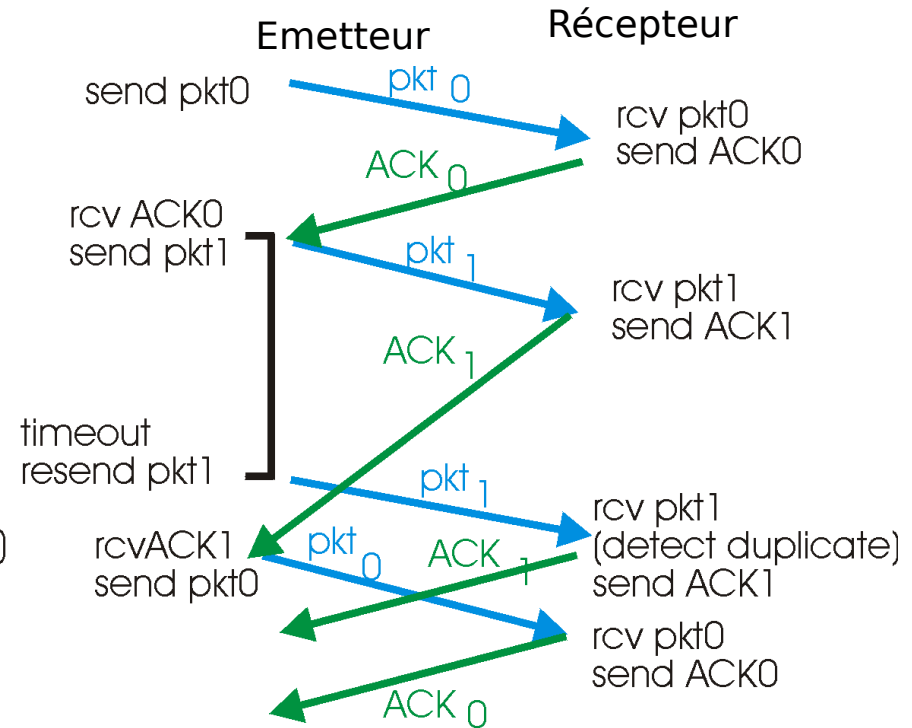 Emetteur
Récepteur
send pkt0
pkt 0
rcv pkt0
send ACK0
ACK 0
rcv ACK0
send pkt1
pkt 1
rcv pkt1
send ACK1
ACK 1
timeout
resend pkt1
pkt 1
rcv pkt1
(detect duplicate)
send ACK1
rcvACK1
send pkt0
pkt 0
ACK 1
rcv pkt0
send ACK0
ACK 0